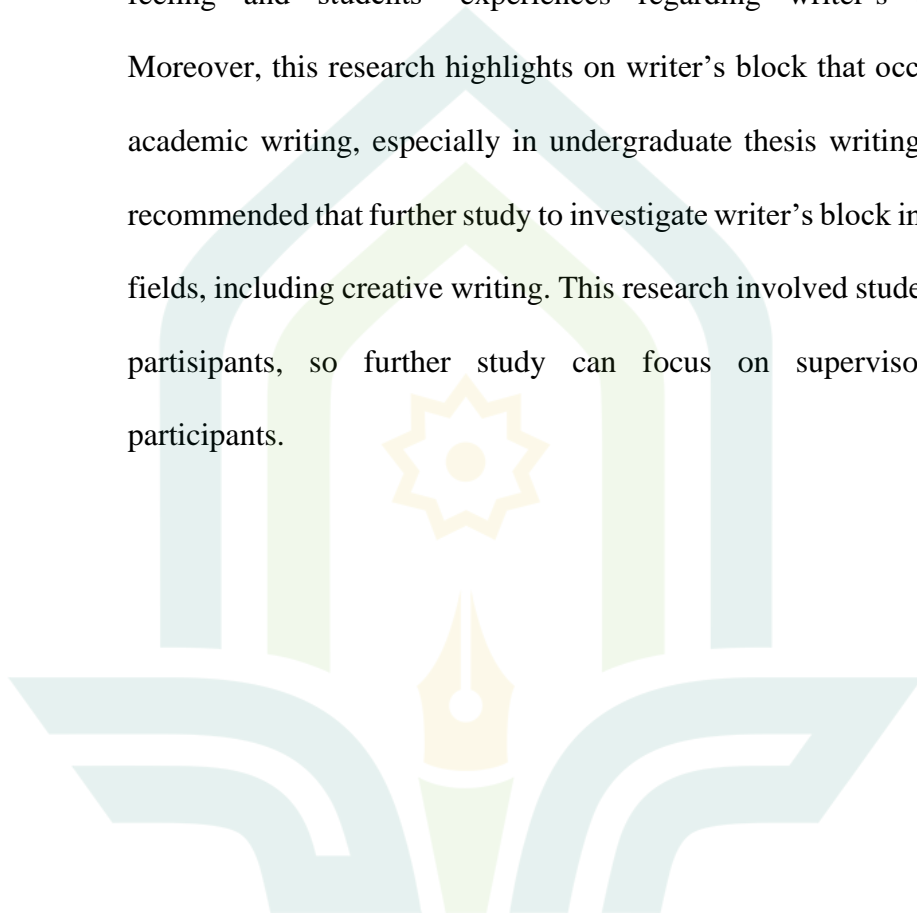 feeling and students' experiences regarding writer's
Moreover, this research highlights on writer's block that occ
academic writing, especially in undergraduate thesis writing
recommended that further study to investigate writer's block in
fields, including creative writing. This research involved stude
partisipants, so further study can focus on superviso
participants.